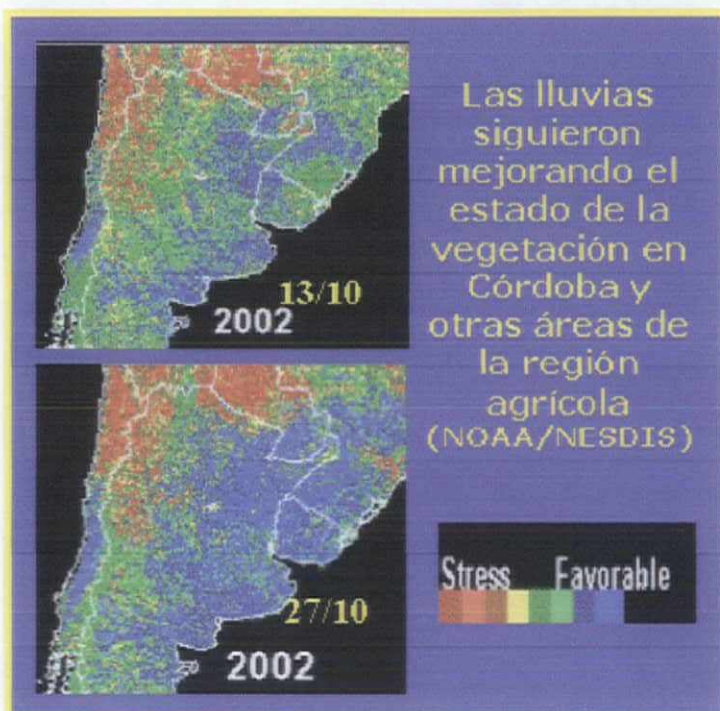 Las lluvias
siguieron
mejorando el
estado de la
vegetación en
Córdoba y
otras áreas de
la región
agrícola
(NOAA/NESDIS)
13/10
2002
27/10
2002
Stress Favorable